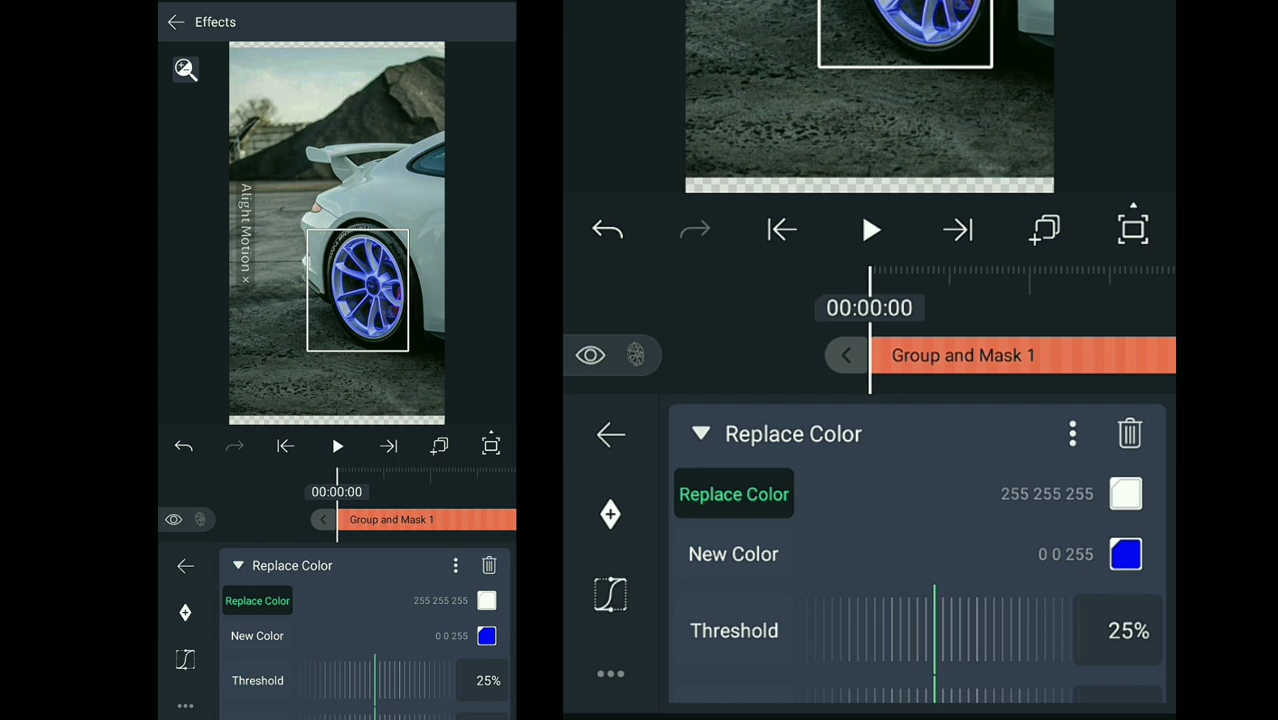 Effects
Alight Motion ×
00:00:00
Group and Mask 1
Replace Color
Replace Color 255 255 255
New Color 0 0 255
Threshold 25%
00:00:00
Group and Mask 1
Replace Color
Replace Color 255 255 255
New Color 0 0 255
Threshold 25%